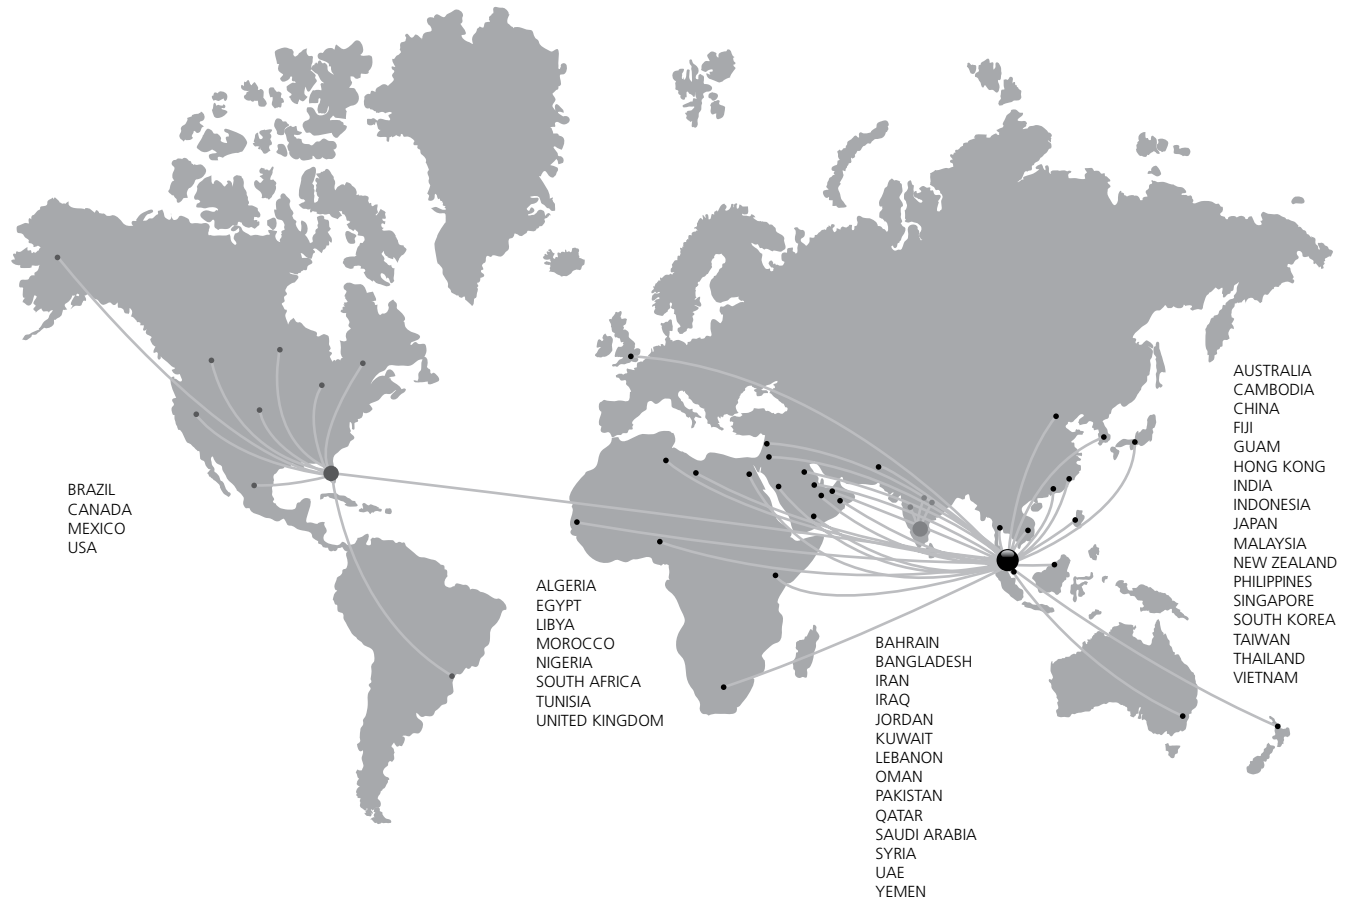 BRAZIL
CANADA
MEXICO
USA
ALGERIA
EGYPT
LIBYA
MOROCCO
NIGERIA
SOUTH AFRICA
TUNISIA
UNITED KINGDOM
BAHRAIN
BANGLADESH
IRAN
IRAQ
JORDAN
KUWAIT
LEBANON
OMAN
PAKISTAN
QATAR
SAUDI ARABIA
SYRIA
UAE
YEMEN
AUSTRALIA
CAMBODIA
CHINA
FIJI
GUAM
HONG KONG
INDIA
INDONESIA
JAPAN
MALAYSIA
NEW ZEALAND
PHILIPPINES
SINGAPORE
SOUTH KOREA
TAIWAN
THAILAND
VIETNAM